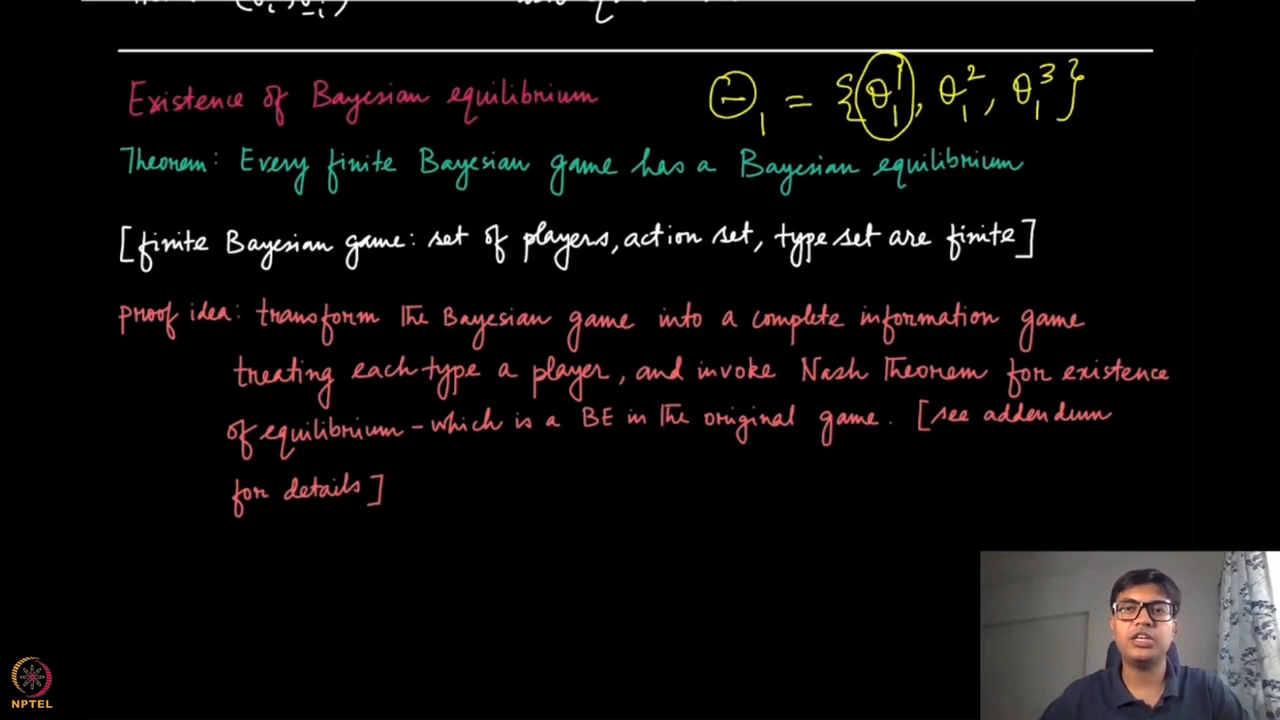 Existence of Bayesian equilibrium
Θ₁ = {θ₁¹, θ₁², θ₁³}
Theorem: Every finite Bayesian game has a Bayesian equilibrium
[finite Bayesian game: set of players, action set, type set are finite]
Proof idea: transform the Bayesian game into a complete information game
treating each type a player, and invoke Nash Theorem for existence
of equilibrium – which is a BE in the original game. [see addendum
for details]
NPTEL